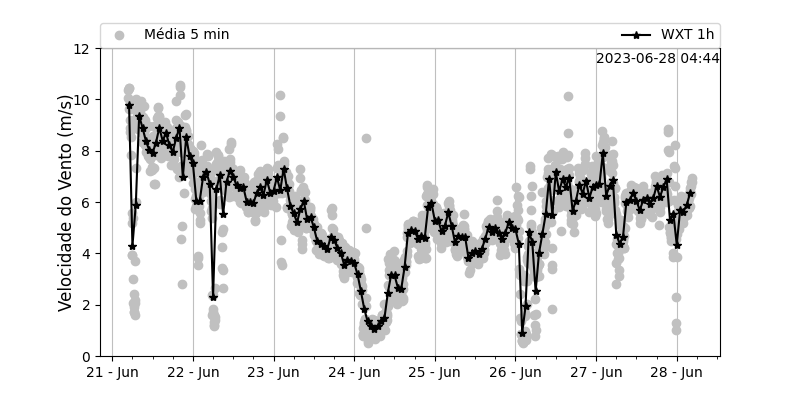 Média 5 min
WXT 1h
2023-06-28 04:44
Velocidade do Vento (m/s)
12
10
8
6
4
2
0
21 - Jun
22 - Jun
23 - Jun
24 - Jun
25 - Jun
26 - Jun
27 - Jun
28 - Jun